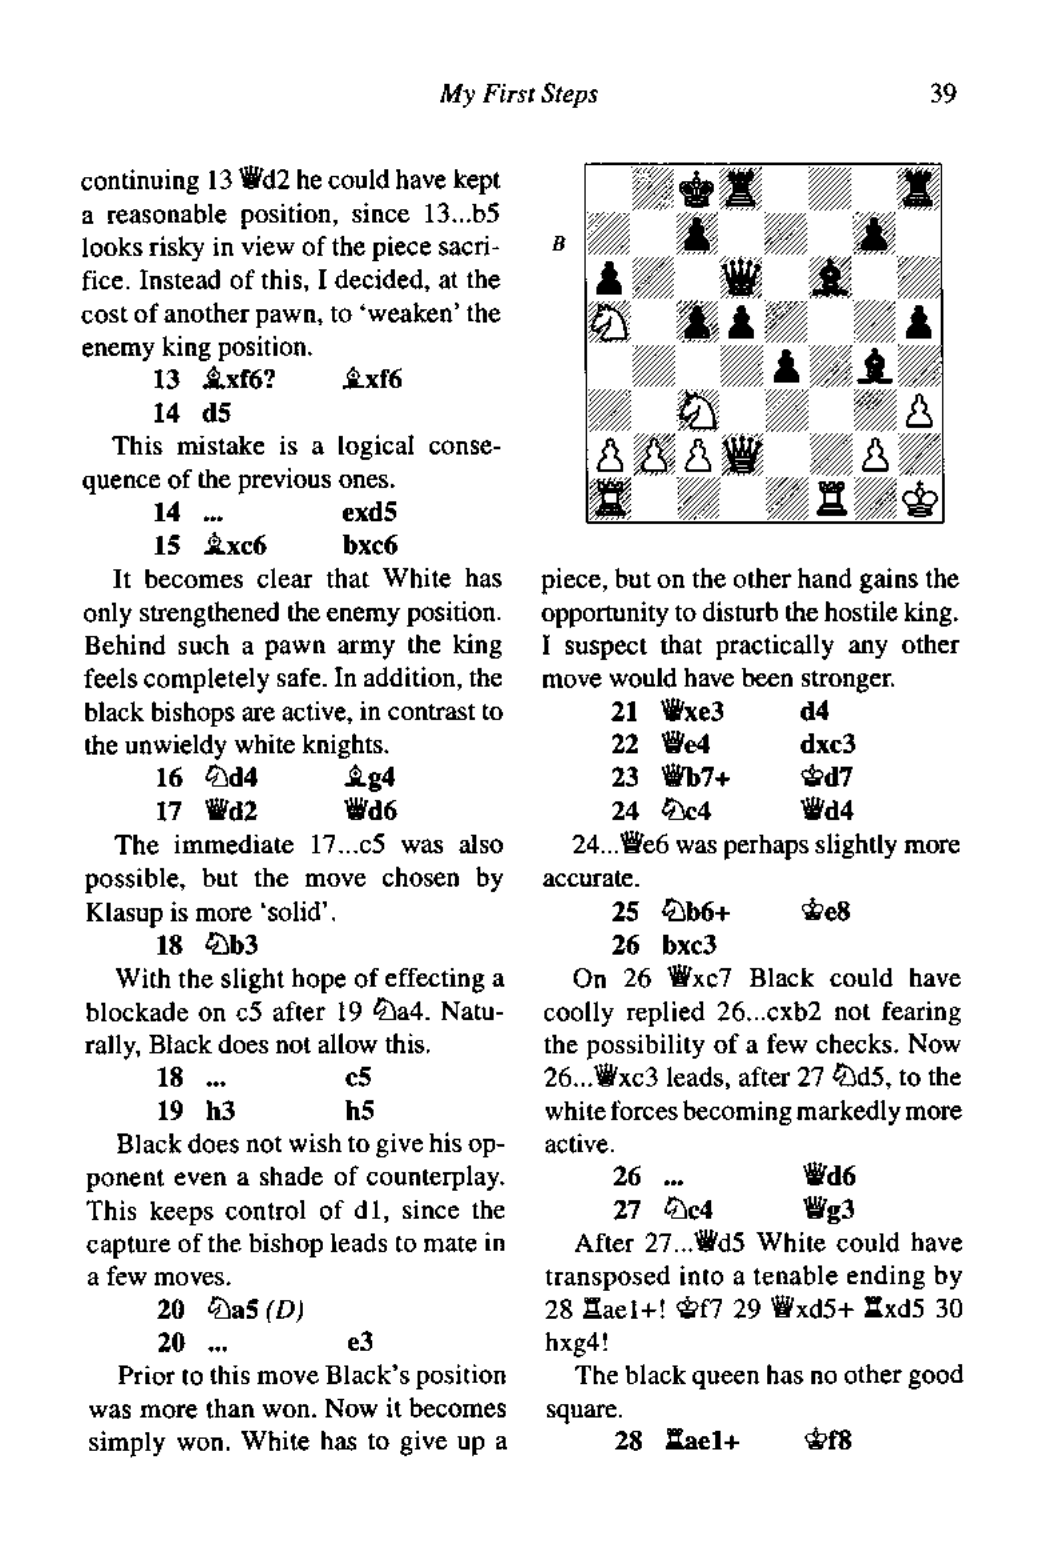 My First Steps 39
continuing 13 ♕d2 he could have kept
a reasonable position, since 13...b5
looks risky in view of the piece sacri-
fice. Instead of this, I decided, at the
cost of another pawn, to ‘weaken’ the
enemy king position.
13 ♗xf6? ♗xf6
14 d5
This mistake is a logical conse-
quence of the previous ones.
14 ... exd5
15 ♗xc6 bxc6
It becomes clear that White has
only strengthened the enemy position.
Behind such a pawn army the king
feels completely safe. In addition, the
black bishops are active, in contrast to
the unwieldy white knights.
16 ♘d4 ♗g4
17 ♕d2 ♕d6
The immediate 17...c5 was also
possible, but the move chosen by
Klasup is more ‘solid’.
18 ♘b3
With the slight hope of effecting a
blockade on c5 after 19 ♘a4. Natu-
rally, Black does not allow this.
18 ... c5
19 h3 h5
Black does not wish to give his op-
ponent even a shade of counterplay.
This keeps control of d1, since the
capture of the bishop leads to mate in
a few moves.
20 ♘a5 (D)
20 ... e3
Prior to this move Black’s position
was more than won. Now it becomes
simply won. White has to give up a
B
piece, but on the other hand gains the
opportunity to disturb the hostile king.
I suspect that practically any other
move would have been stronger.
21 ♕xe3 d4
22 ♕e4 dxc3
23 ♕b7+ ♔d7
24 ♘c4 ♕d4
24...♕e6 was perhaps slightly more
accurate.
25 ♘b6+ ♔e8
26 bxc3
On 26 ♕xc7 Black could have
coolly replied 26...cxb2 not fearing
the possibility of a few checks. Now
26...♕xc3 leads, after 27 ♘d5, to the
white forces becoming markedly more
active.
26 ... ♕d6
27 ♘c4 ♕g3
After 27...♕d5 White could have
transposed into a tenable ending by
28 ♖ae1+! ♔f7 29 ♕xd5+ ♖xd5 30
hxg4!
The black queen has no other good
square.
28 ♖ae1+ ♔f8